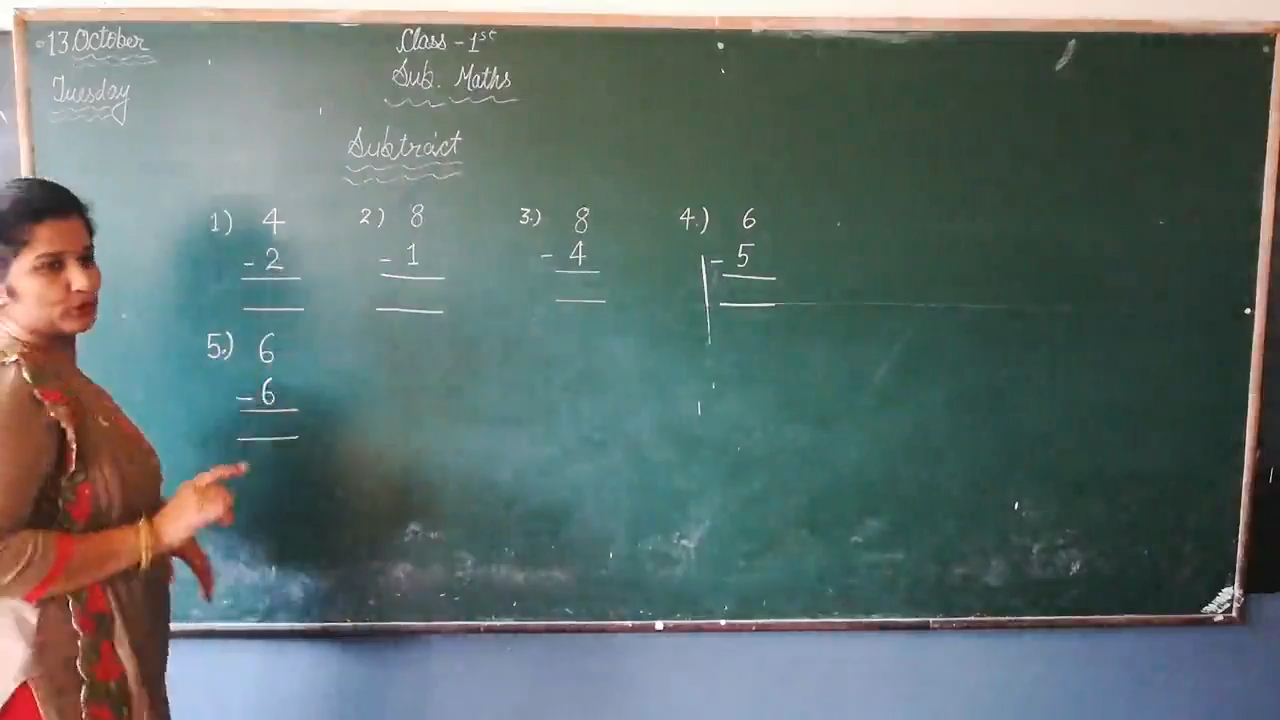 13 October
Class - 1st
Tuesday
Sub. Maths
Subtract
1) 4 2) 8 3.) 8 4.) 6
- 2 - 1 - 4 - 5
5.) 6
- 6